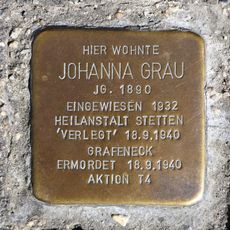 HIER WOHNTE
JOHANNA GRAU
JG. 1890
EINGEWIESEN 1932
HEILANSTALT STETTEN
'VERLEGT' 18.9.1940
GRAFENECK
ERMORDET 18.9.1940
AKTION T4